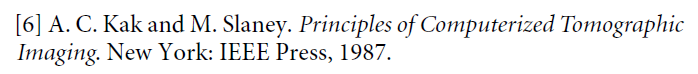 [6] A. C. Kak and M. Slaney. Principles of Computerized Tomographic
Imaging. New York: IEEE Press, 1987.